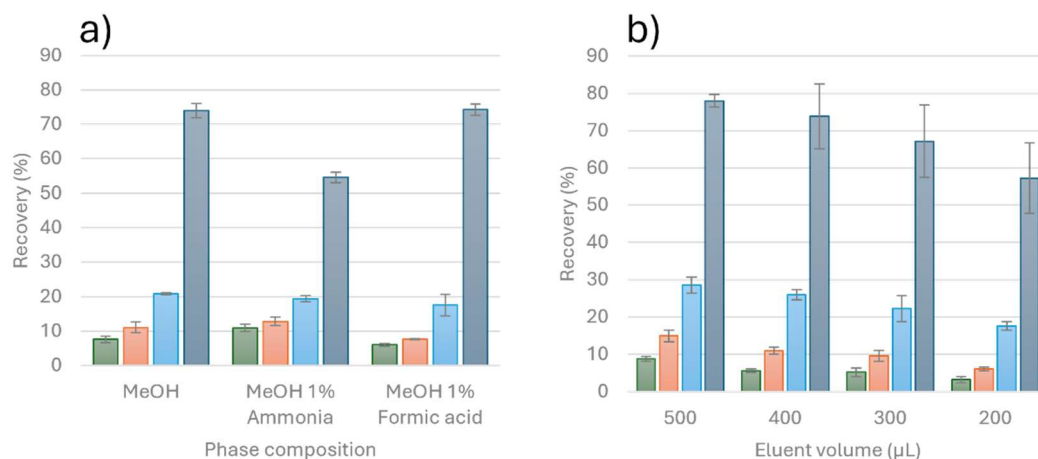 a)
90
80
70
60
50
40
30
20
10
0
Recovery (%)
MeOH
MeOH 1%
Ammonia
MeOH 1%
Formic acid
Phase composition
b)
90
80
70
60
50
40
30
20
10
0
Recovery (%)
500
400
300
200
Eluent volume (µL)